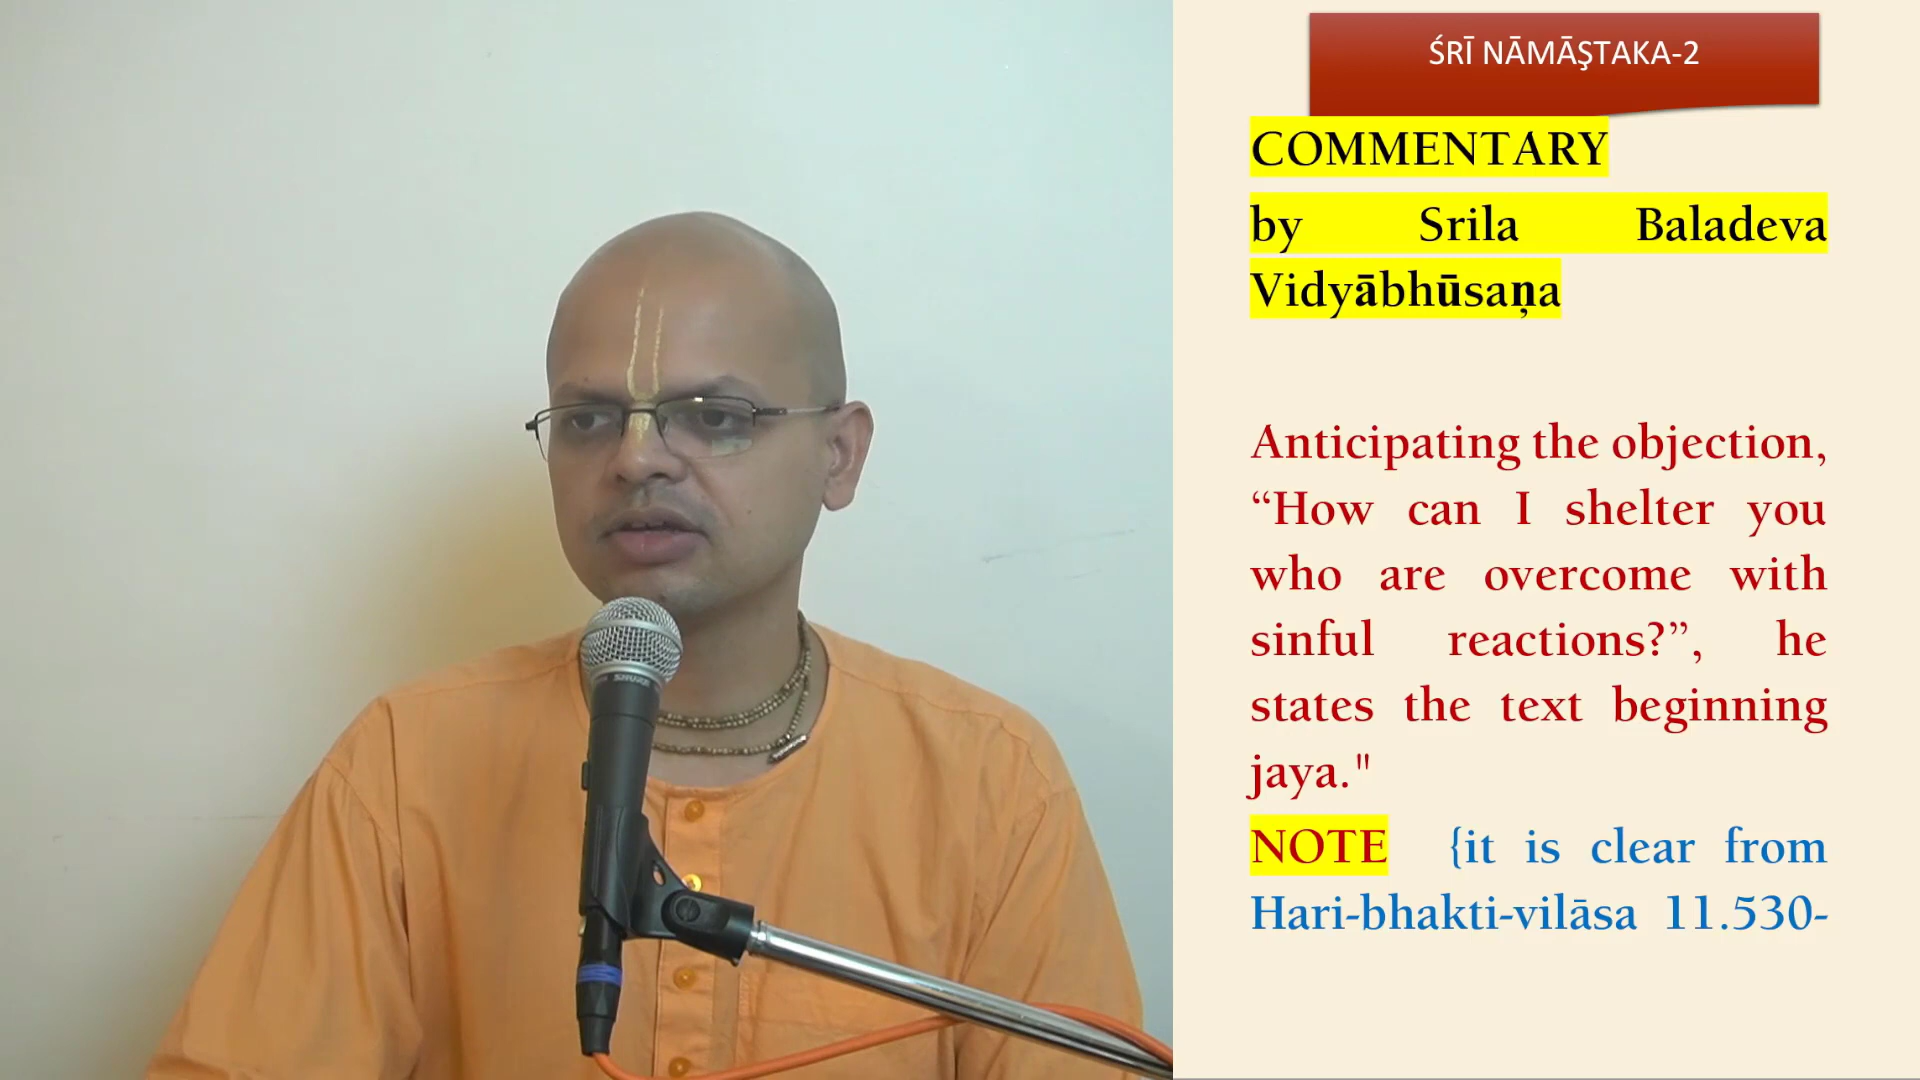 ŚRĪ NĀMĀŞTAKA-2
COMMENTARY
by Srila Baladeva
Vidyābhūsaṇa
Anticipating the objection,
“How can I shelter you
who are overcome with
sinful reactions?”, he
states the text beginning
jaya."
NOTE {it is clear from
Hari-bhakti-vilāsa 11.530-
SHURE